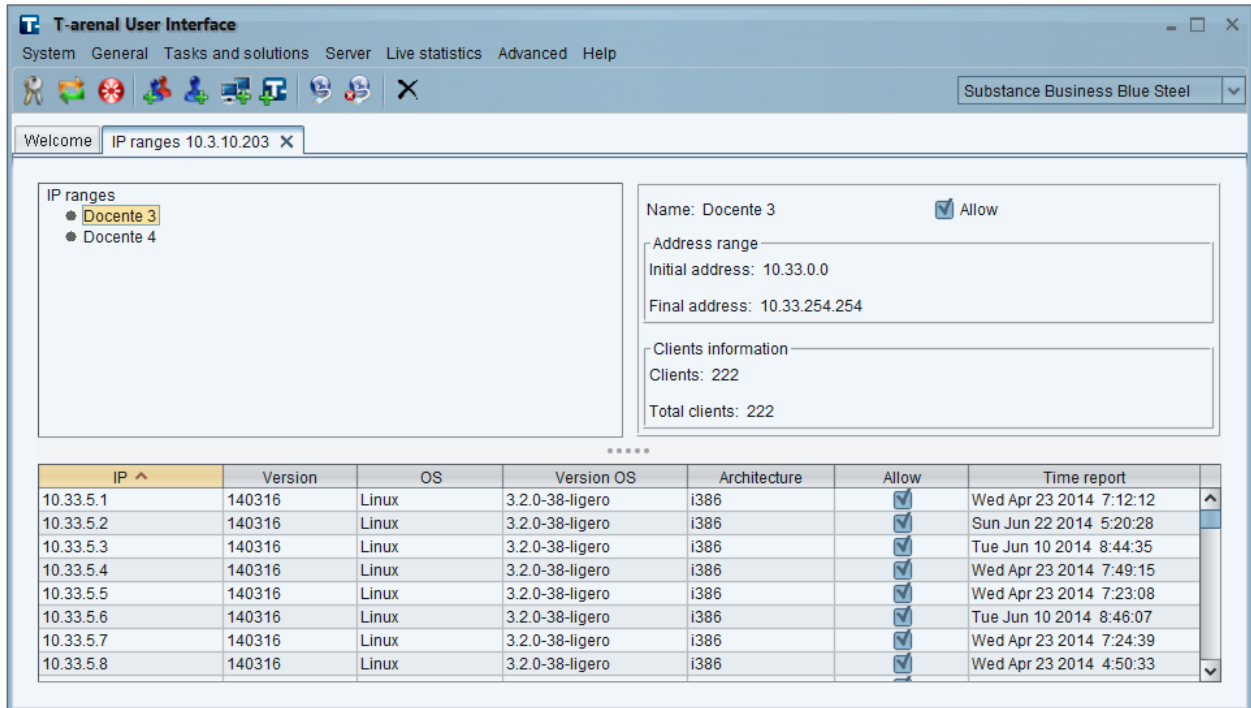 T-arenal User Interface
System General Tasks and solutions Server Live statistics Advanced Help
Substance Business Blue Steel
Welcome IP ranges 10.3.10.203
IP ranges
Docente 3
Docente 4
Name: Docente 3 Allow
Address range
Initial address: 10.33.0.0
Final address: 10.33.254.254
Clients information
Clients: 222
Total clients: 222
IP Version OS Version OS Architecture Allow Time report
10.33.5.1 140316 Linux 3.2.0-38-ligero i386 Wed Apr 23 2014 7:12:12
10.33.5.2 140316 Linux 3.2.0-38-ligero i386 Sun Jun 22 2014 5:20:28
10.33.5.3 140316 Linux 3.2.0-38-ligero i386 Tue Jun 10 2014 8:44:35
10.33.5.4 140316 Linux 3.2.0-38-ligero i386 Wed Apr 23 2014 7:49:15
10.33.5.5 140316 Linux 3.2.0-38-ligero i386 Wed Apr 23 2014 7:23:08
10.33.5.6 140316 Linux 3.2.0-38-ligero i386 Tue Jun 10 2014 8:46:07
10.33.5.7 140316 Linux 3.2.0-38-ligero i386 Wed Apr 23 2014 7:24:39
10.33.5.8 140316 Linux 3.2.0-38-ligero i386 Wed Apr 23 2014 4:50:33